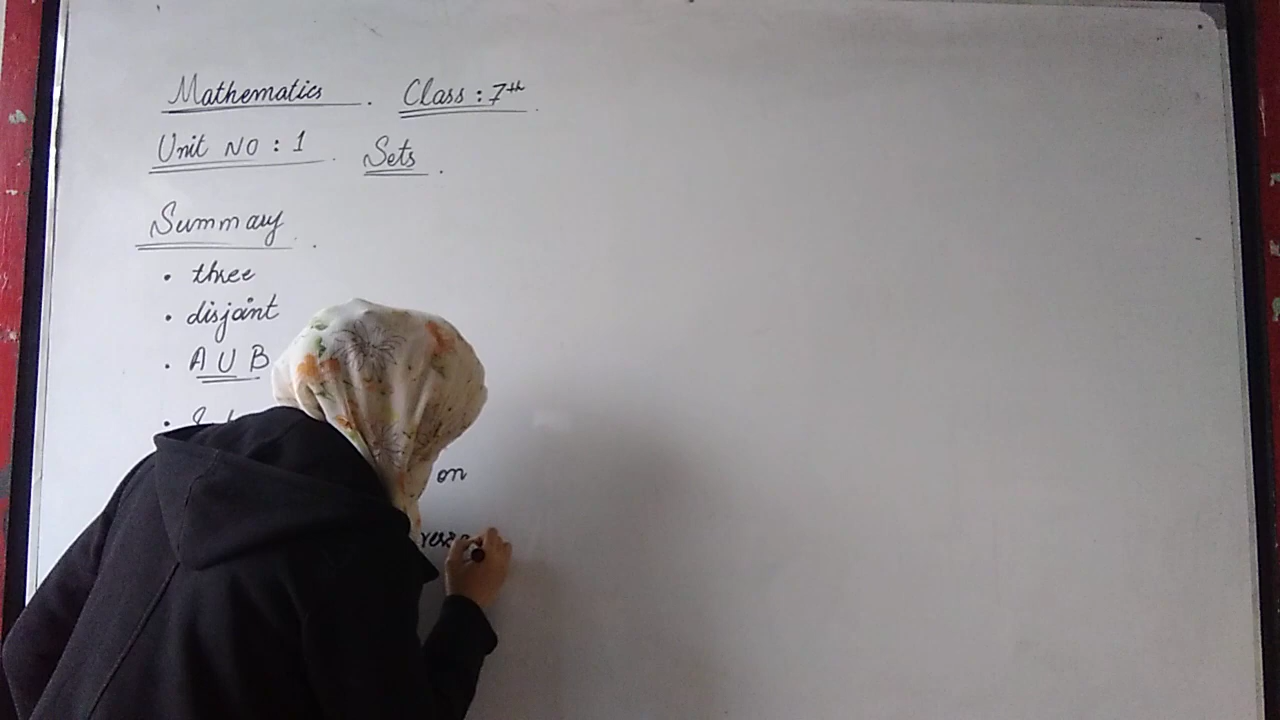 Mathematics. Class: 7th.
Unit NO: 1. Sets.
Summary.
• three
• disjoint
• A U B
on